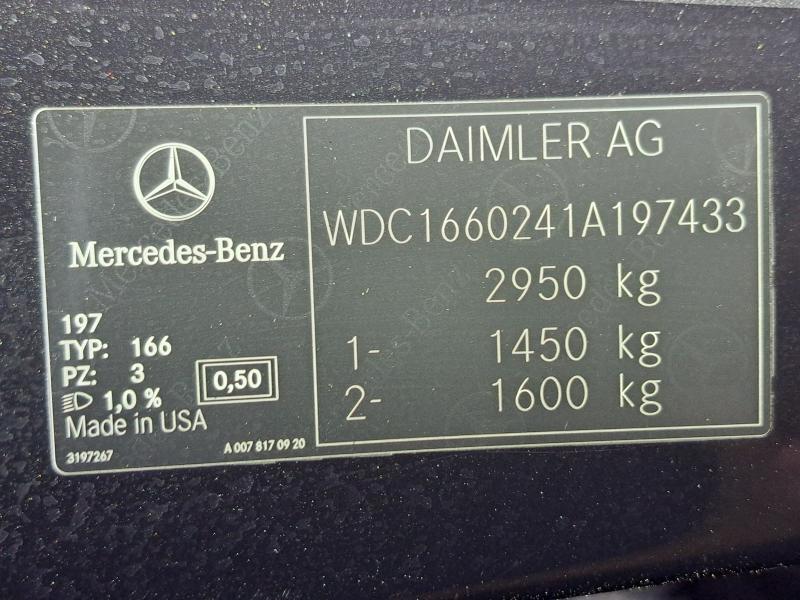 Mercedes-Benz
197
TYP: 166
PZ: 3
1,0 %
0,50
Made in USA
3197267
A 007 817 09 20
DAIMLER AG
WDC1660241A197433
2950 kg
1- 1450 kg
2- 1600 kg